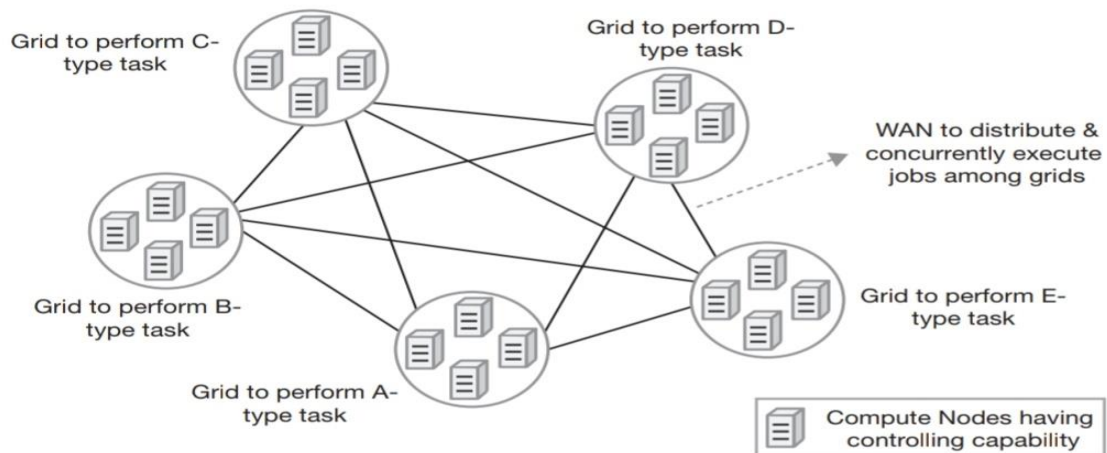 Grid to perform C-
type task
Grid to perform D-
type task
WAN to distribute &
concurrently execute
jobs among grids
Grid to perform B-
type task
Grid to perform E-
type task
Grid to perform A-
type task
Compute Nodes having
controlling capability